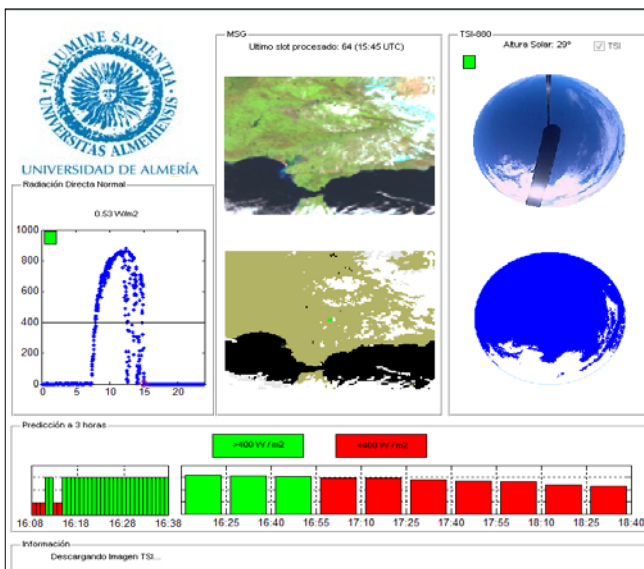 IN LUMINE SAPIENTIA
UNIVERSITAS ALMERIENSIS
UNIVERSIDAD DE ALMERÍA
MSG
Ultimo slot procesado: 64 (15:45 UTC)
TSI-880
Altura Solar: 29º
TSI
Radiación Directa Normal
0.53 W/m2
1000
800
600
400
200
0
0 5 10 15 20
Predicción a 3 horas
>400 W / m2
<400 W / m2
16:08 16:18 16:28 16:38
16:25 16:40 16:55 17:10 17:25 17:40 17:55 18:10 18:25 18:40
Información
Descargando Imagen TSI...